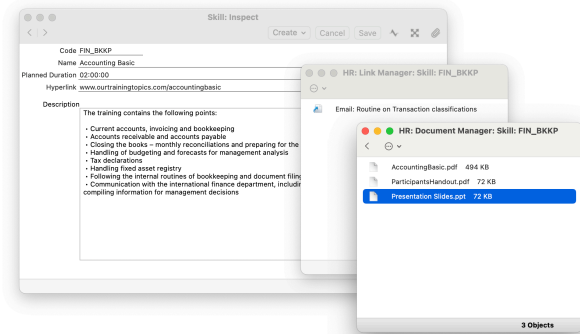 Skill: Inspect
Create
Cancel
Save
Code FIN_BKKP
Name Accounting Basic
Planned Duration 02:00:00
Hyperlink www.ourtrainingtopics.com/accountingbasic
Description
The training contains the following points:
• Current accounts, invoicing and bookkeeping
• Accounts receivable and accounts payable
• Closing the books – monthly reconciliations and preparing for the
• Handling of budgeting and forecasts for management analysis
• Tax declarations
• Handling fixed asset registry
• Following the internal routines of bookkeeping and document filing
• Communication with the international finance department, includin
compiling information for management decisions
HR: Link Manager: Skill: FIN_BKKP
Email: Routine on Transaction classifications
HR: Document Manager: Skill: FIN_BKKP
AccountingBasic.pdf 494 KB
ParticipantsHandout.pdf 72 KB
Presentation Slides.ppt 72 KB
3 Objects